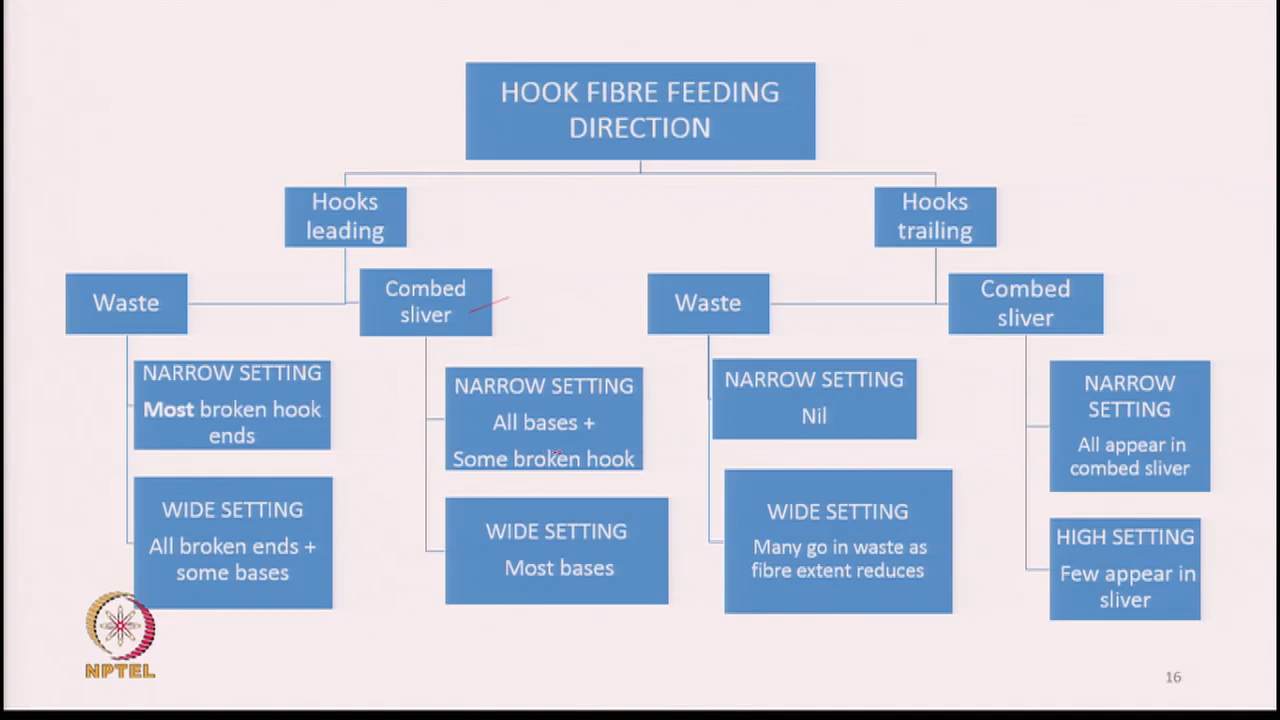 HOOK FIBRE FEEDING
DIRECTION
Hooks
leading
Hooks
trailing
Waste
Combed
sliver
Waste
Combed
sliver
NARROW SETTING
Most broken hook
ends
WIDE SETTING
All broken ends +
some bases
NARROW SETTING
All bases +
Some broken hook
WIDE SETTING
Most bases
NARROW SETTING
Nil
WIDE SETTING
Many go in waste as
fibre extent reduces
NARROW
SETTING
All appear in
combed sliver
HIGH SETTING
Few appear in
sliver
NPTEL
16